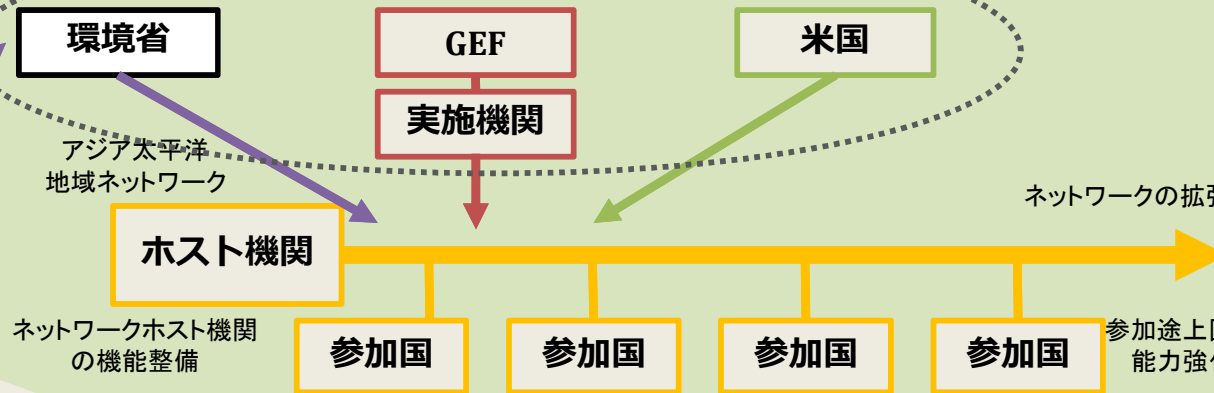 環境省
GEF
米国
実施機関
アジア太平洋
地域ネットワーク
ネットワークの拡張
ホスト機関
ネットワークホスト機関
の機能整備
参加国
参加国
参加国
参加国
参加途上国
能力強化